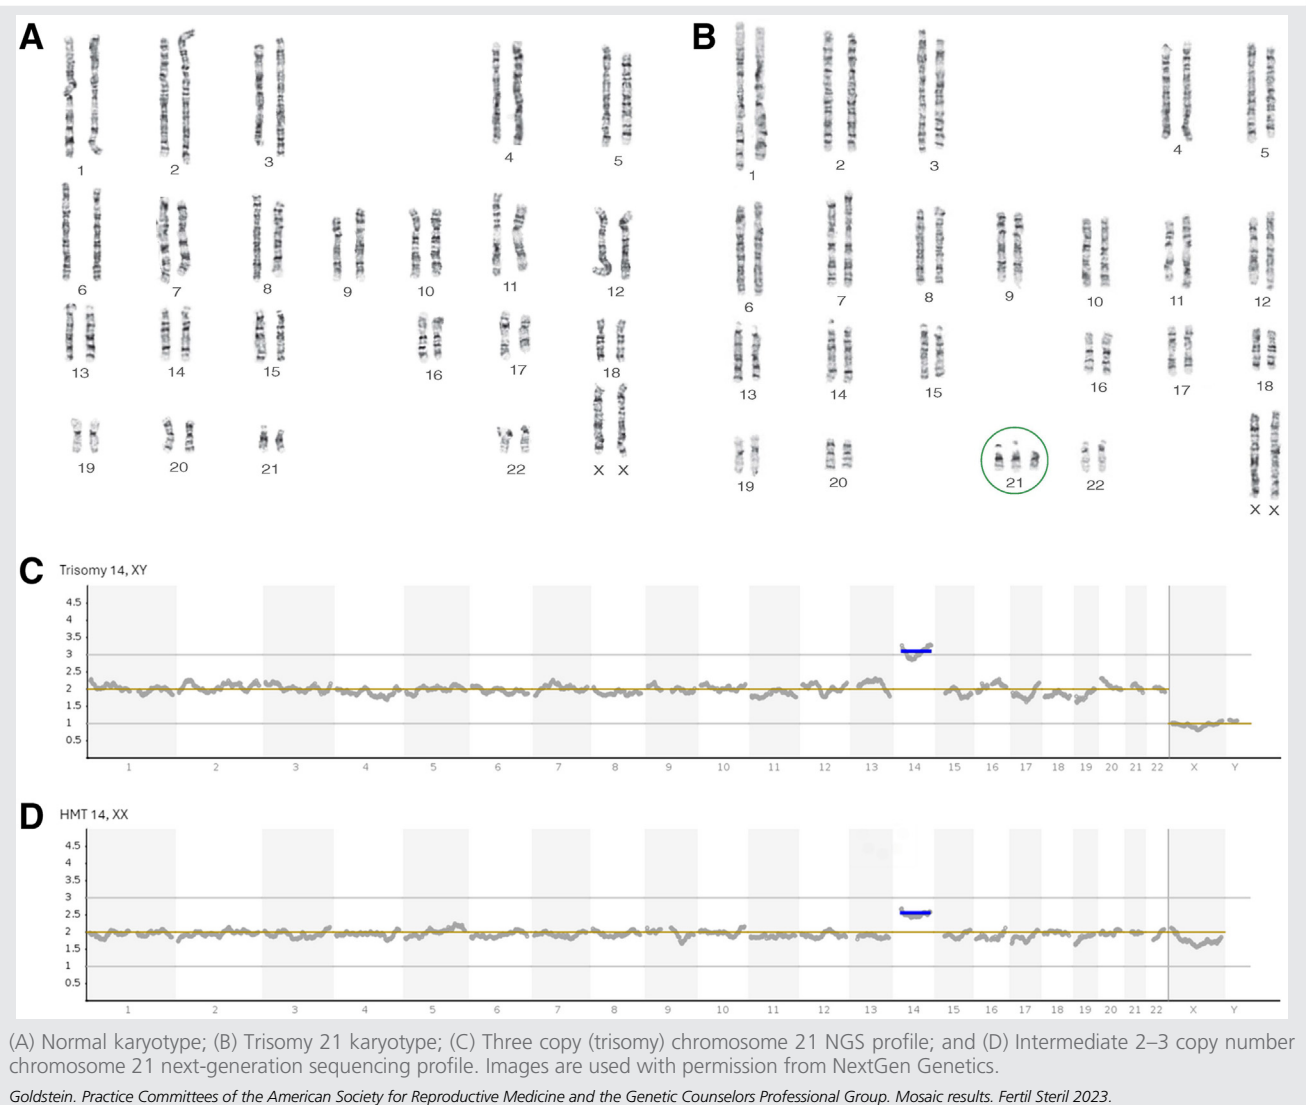 A
B
1 2 3 4 5
6 7 8 9 10 11 12
13 14 15 16 17 18
19 20 21 22 X X
1 2 3 4 5
6 7 8 9 10 11 12
13 14 15 16 17 18
19 20 21 22 X X
C Trisomy 14, XY
4.5
4
3.5
3
2.5
2
1.5
1
0.5
1 2 3 4 5 6 7 8 9 10 11 12 13 14 15 16 17 18 19 20 21 22 X Y
D HMT 14, XX
4.5
4
3.5
3
2.5
2
1.5
1
0.5
1 2 3 4 5 6 7 8 9 10 11 12 13 14 15 16 17 18 19 20 21 22 X Y
(A) Normal karyotype; (B) Trisomy 21 karyotype; (C) Three copy (trisomy) chromosome 21 NGS profile; and (D) Intermediate 2–3 copy number
chromosome 21 next-generation sequencing profile. Images are used with permission from NextGen Genetics.
Goldstein. Practice Committees of the American Society for Reproductive Medicine and the Genetic Counselors Professional Group. Mosaic results. Fertil Steril 2023.